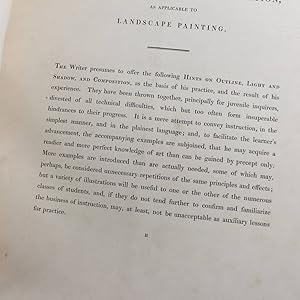 ION,
AS APPLICABLE TO
LANDSCAPE PAINTING.
THE Writer presumes to offer the following HINTS ON OUTLINE, LIGHT AND
SHADOW, AND COMPOSITION, as the basis of his practice, and the result of his
experience. They have been thrown together, principally for juvenile inquirers,
divested of all technical difficulties, which but too often form insuperable
hindrances to their progress. It is a mere attempt to convey instruction, in the
simplest manner, and in the plainest language; and, to facilitate the learner's
advancement, the accompanying examples are subjoined, that he may acquire a
readier and more perfect knowledge of art than can be gained by precept only.
More examples are introduced than are actually needed, some of which may,
perhaps, be considered unnecessary repetitions of the same principles and effects;
but a variety of illustrations will be useful to one or the other of the numerous
classes of students, and, if they do not tend further to confirm and familiarize
the business of instruction, may, at least, not be unacceptable as auxiliary lessons
for practice.
B